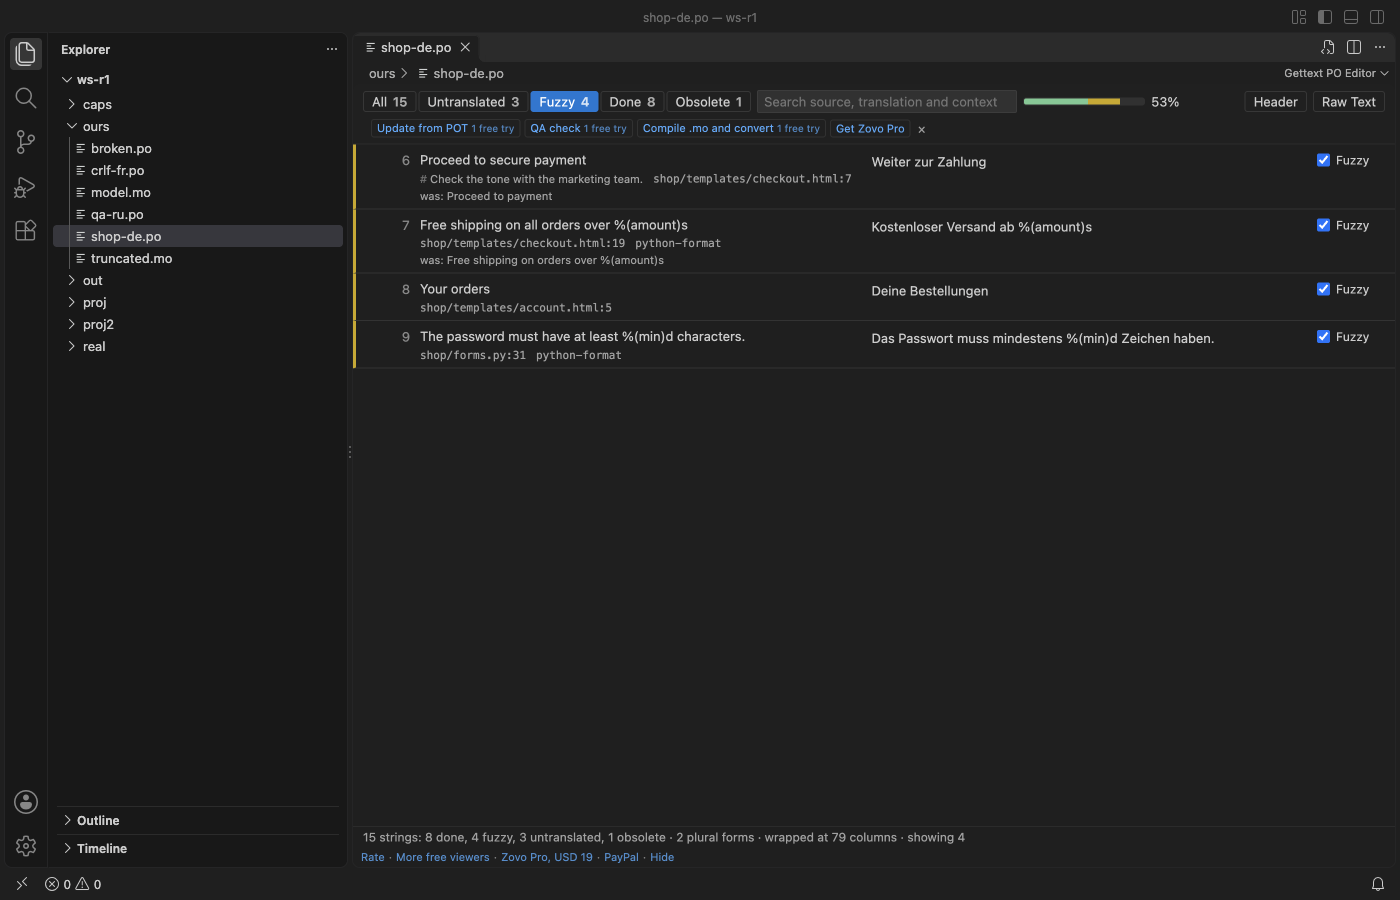 shop-de.po — ws-r1
Explorer
ws-r1
caps
ours
broken.po
crlf-fr.po
model.mo
qa-ru.po
shop-de.po
truncated.mo
out
proj
proj2
real
Outline
Timeline
shop-de.po
ours > shop-de.po
Gettext PO Editor
All 15 Untranslated 3 Fuzzy 4 Done 8 Obsolete 1 Search source, translation and context 53% Header Raw Text
Update from POT 1 free try QA check 1 free try Compile .mo and convert 1 free try Get Zovo Pro ×
6 Proceed to secure payment Weiter zur Zahlung Fuzzy
# Check the tone with the marketing team. shop/templates/checkout.html:7
was: Proceed to payment
7 Free shipping on all orders over %(amount)s Kostenloser Versand ab %(amount)s Fuzzy
shop/templates/checkout.html:19 python-format
was: Free shipping on orders over %(amount)s
8 Your orders Deine Bestellungen Fuzzy
shop/templates/account.html:5
9 The password must have at least %(min)d characters. Das Passwort muss mindestens %(min)d Zeichen haben. Fuzzy
shop/forms.py:31 python-format
15 strings: 8 done, 4 fuzzy, 3 untranslated, 1 obsolete · 2 plural forms · wrapped at 79 columns · showing 4
Rate · More free viewers · Zovo Pro, USD 19 · PayPal · Hide
0 0